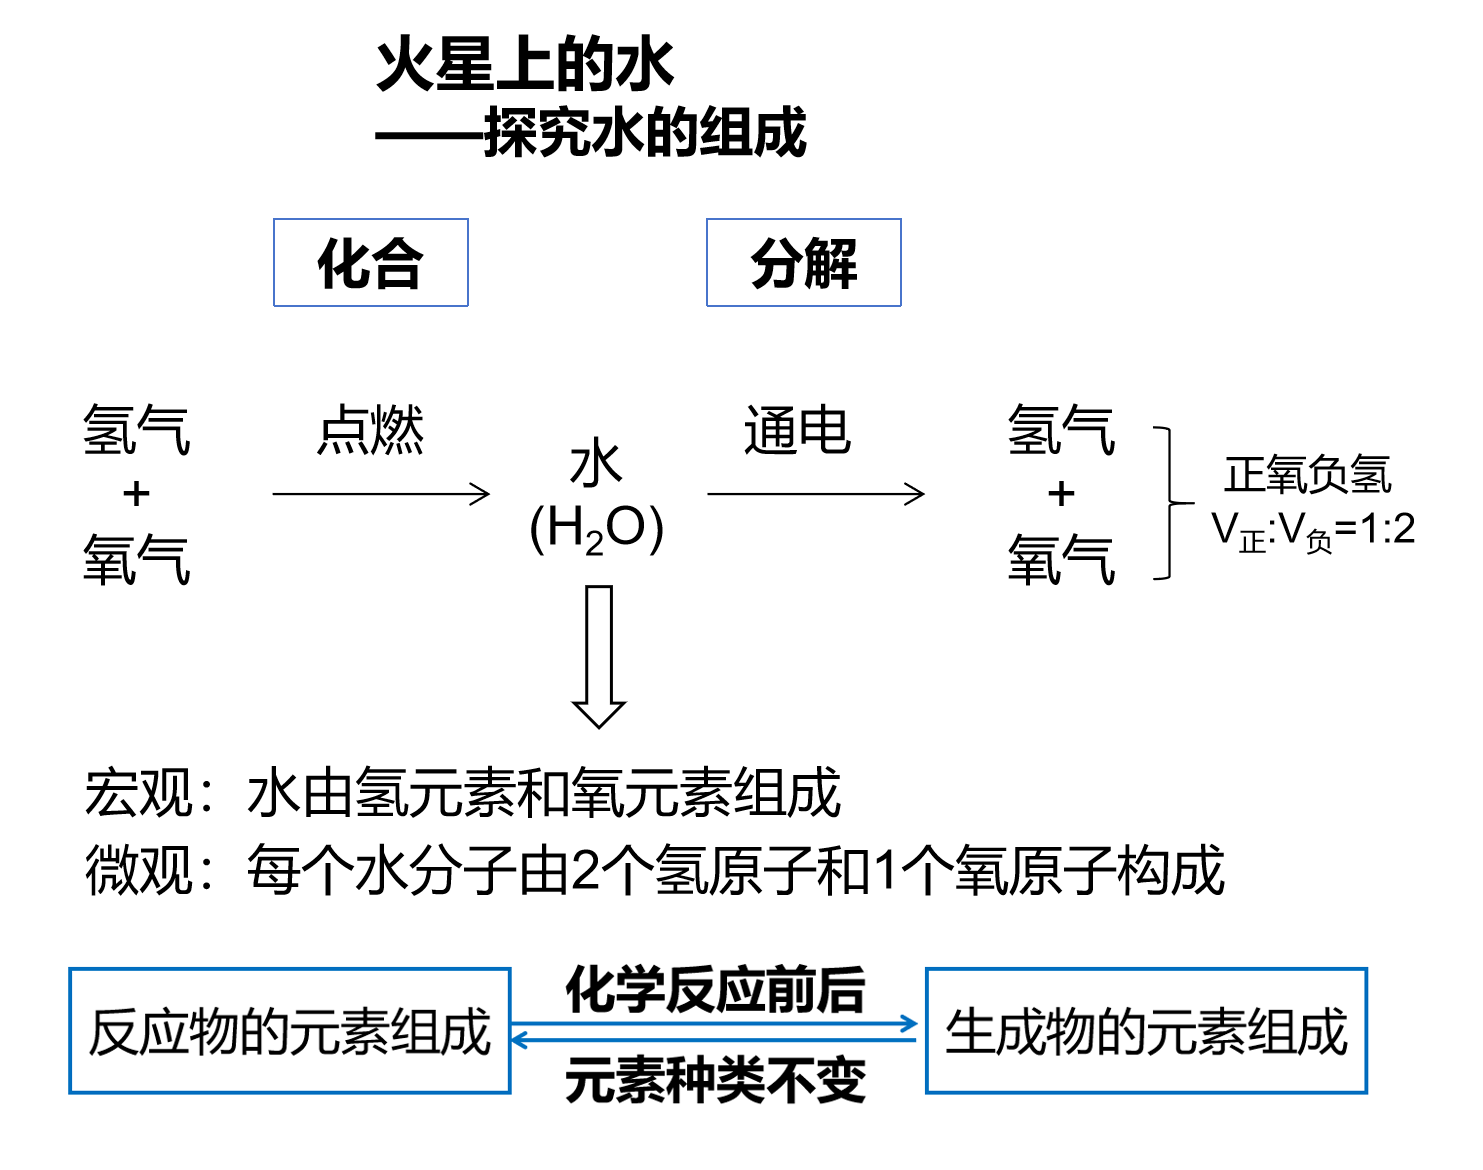 火星上的水
——探究水的组成
化合
分解
氢气
+
氧气
点燃
水
(H₂O)
通电
氢气
+
氧气
正氧负氢
V正:V负=1:2
宏观：水由氢元素和氧元素组成
微观：每个水分子由2个氢原子和1个氧原子构成
反应物的元素组成
化学反应前后
元素种类不变
生成物的元素组成